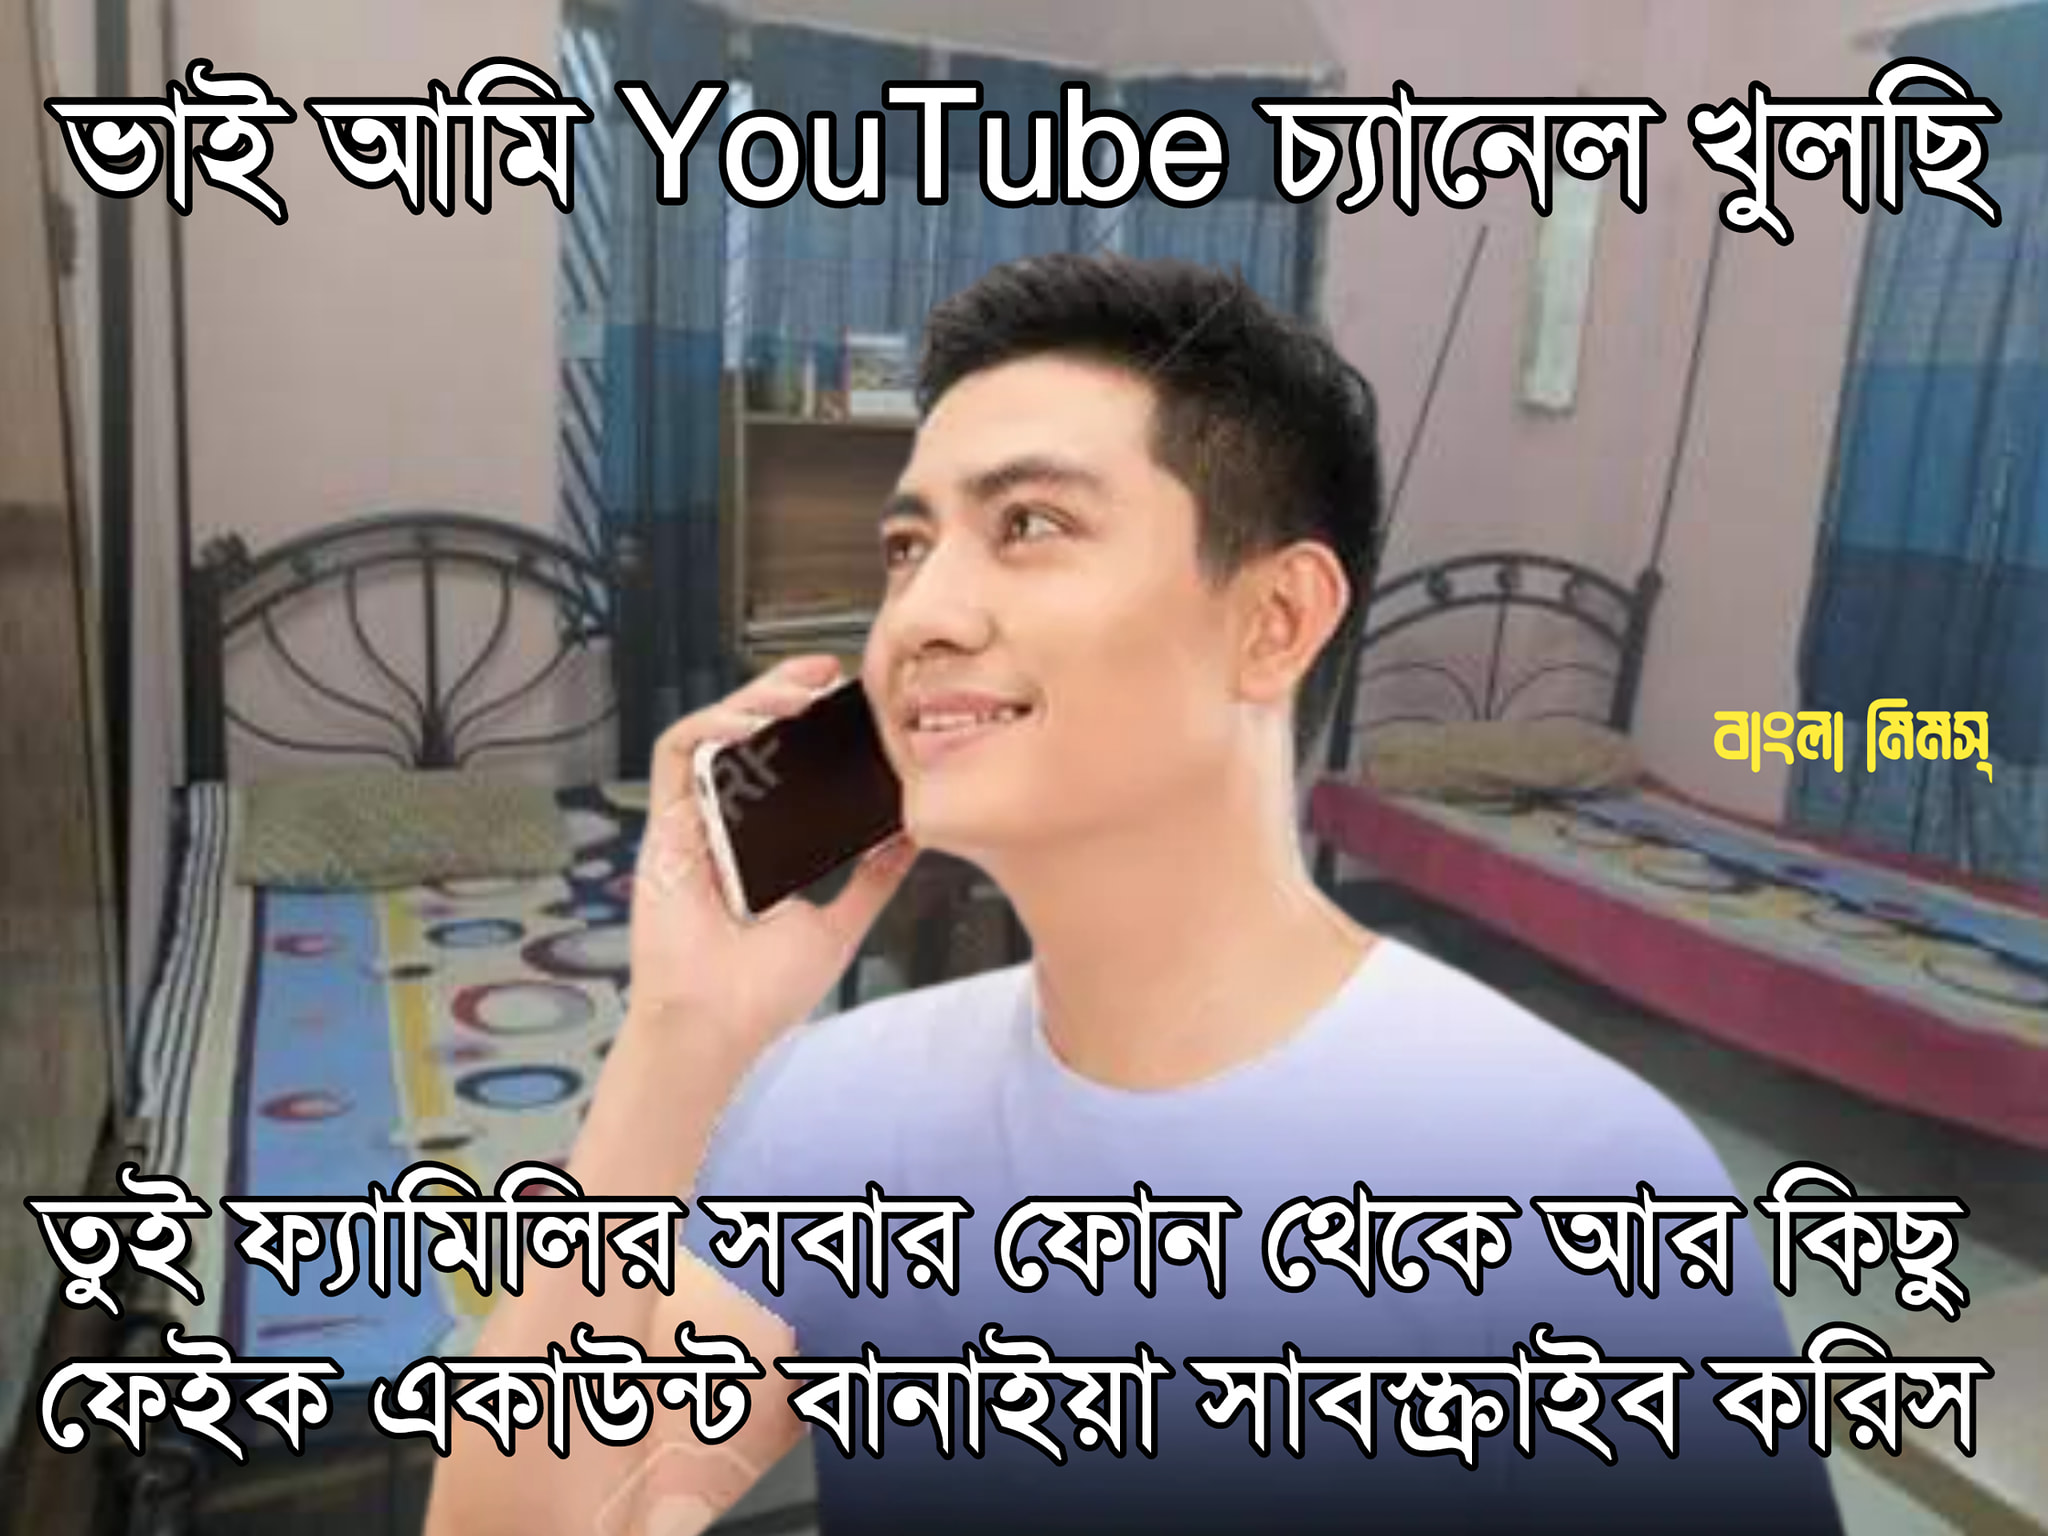 ভাই আমি YouTube চ্যানেল খুলছি
বাংলা মিমস্
তুই ফ্যামিলির সবার ফোন থেকে আর কিছু
ফেইক একাউন্ট বানাইয়া সাবস্ক্রাইব করিস